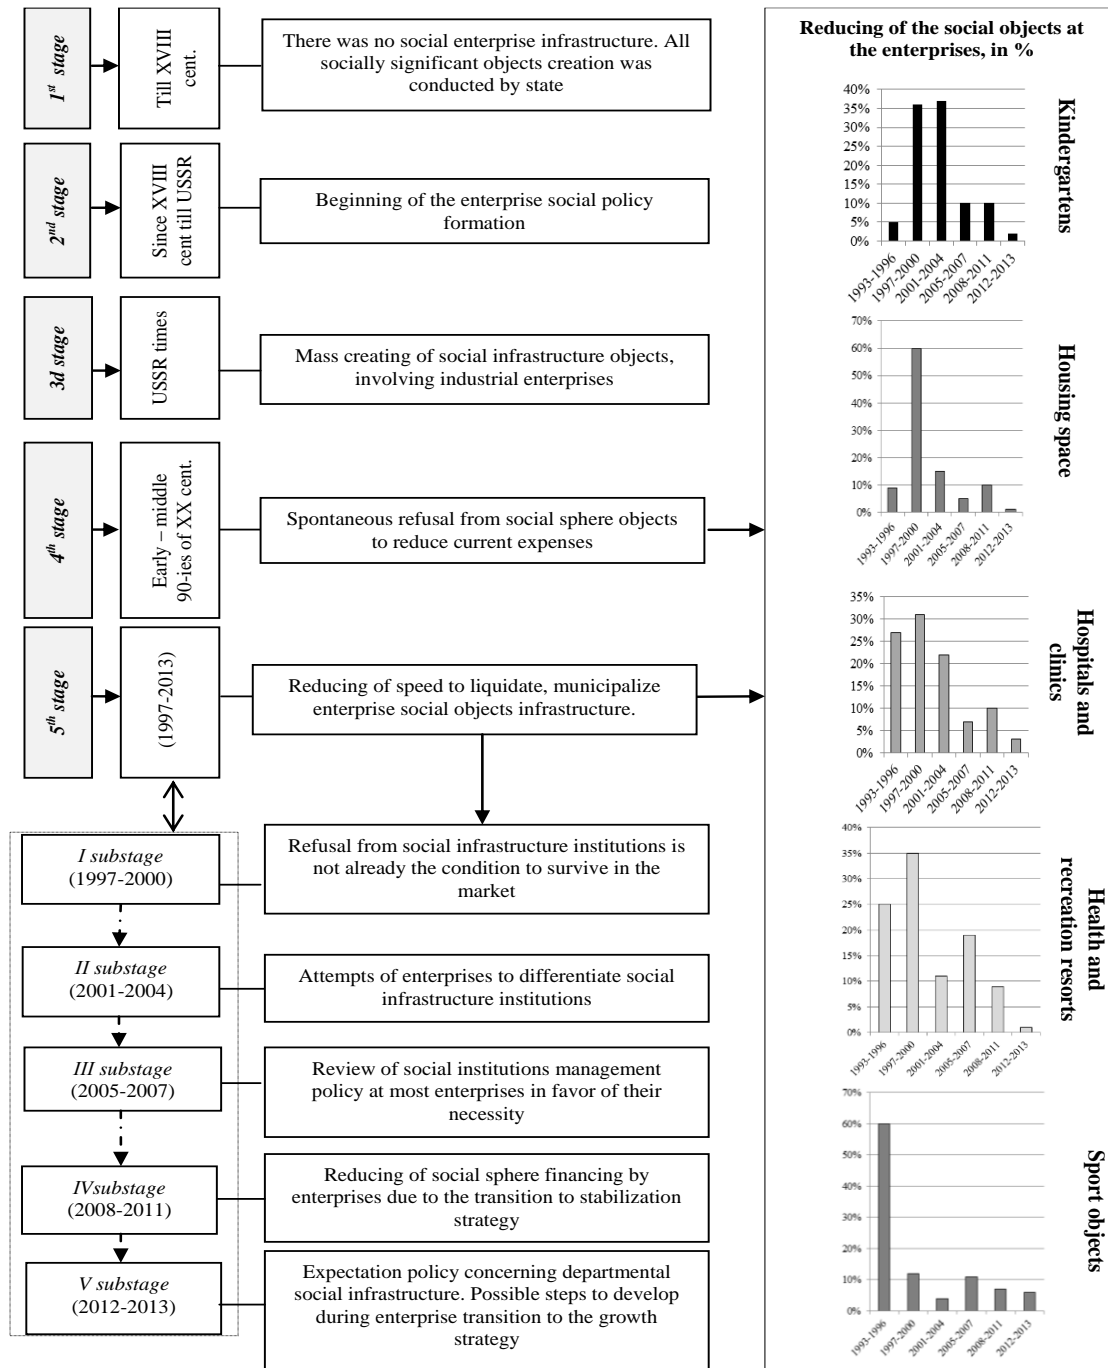 1st stage
Till XVIII
cent.
There was no social enterprise infrastructure. All
socially significant objects creation was
conducted by state
2nd stage
Since XVIII
cent till USSR
Beginning of the enterprise social policy
formation
3d stage
USSR times
Mass creating of social infrastructure objects,
involving industrial enterprises
4th stage
Early – middle
90-ies of XX cent.
Spontaneous refusal from social sphere objects
to reduce current expenses
5th stage
(1997-2013)
Reducing of speed to liquidate, municipalize
enterprise social objects infrastructure.
I substage
(1997-2000)
Refusal from social infrastructure institutions is
not already the condition to survive in the
market
II substage
(2001-2004)
Attempts of enterprises to differentiate social
infrastructure institutions
III substage
(2005-2007)
Review of social institutions management
policy at most enterprises in favor of their
necessity
IVsubstage
(2008-2011)
Reducing of social sphere financing by
enterprises due to the transition to stabilization
strategy
V substage
(2012-2013)
Expectation policy concerning departmental
social infrastructure. Possible steps to develop
during enterprise transition to the growth
strategy
Reducing of the social objects at
the enterprises, in %
40%
35%
30%
25%
20%
15%
10%
5%
0%
1993-1996
1997-2000
2001-2004
2005-2007
2008-2011
2012-2013
Kindergartens
70%
60%
50%
40%
30%
20%
10%
0%
1993-1996
1997-2000
2001-2004
2005-2007
2008-2011
2012-2013
Housing space
35%
30%
25%
20%
15%
10%
5%
0%
1993-1996
1997-2000
2001-2004
2005-2007
2008-2011
2012-2013
Hospitals and
clinics
40%
35%
30%
25%
20%
15%
10%
5%
0%
1993-1996
1997-2000
2001-2004
2005-2007
2008-2011
2012-2013
Health and
recreation resorts
70%
60%
50%
40%
30%
20%
10%
0%
1993-1996
1997-2000
2001-2004
2005-2007
2008-2011
2012-2013
Sport objects